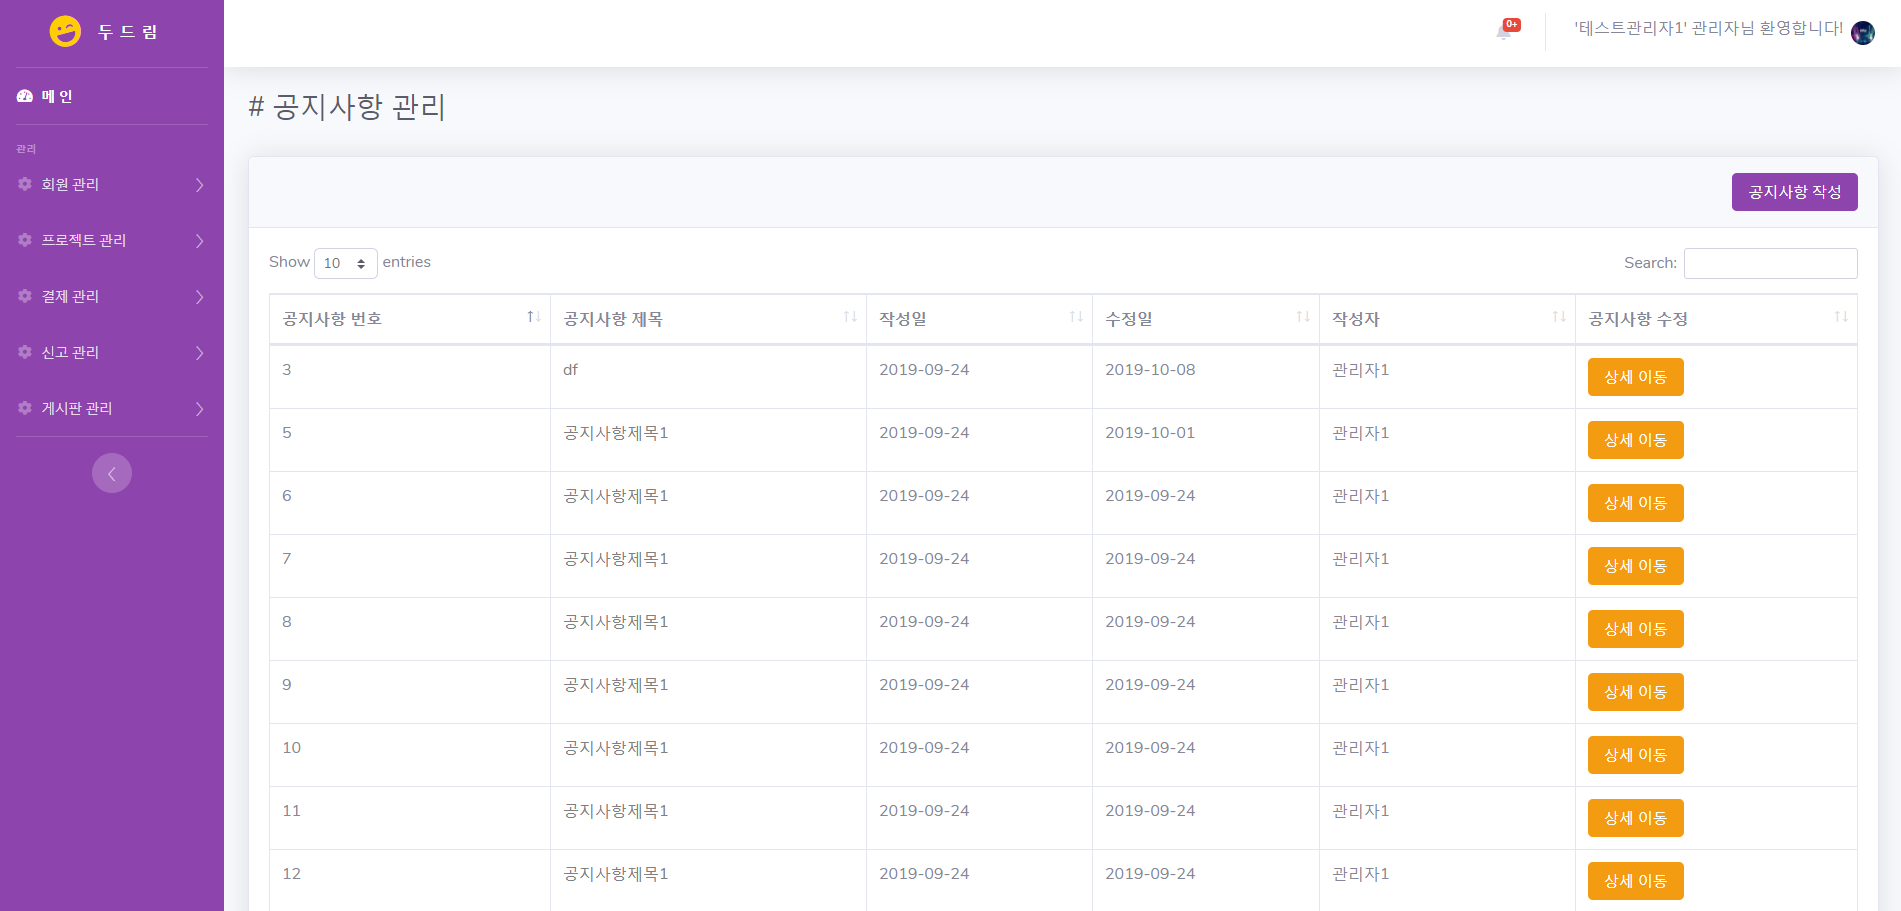 두 드 림
0+
'테스트관리자1' 관리자님 환영합니다!
메 인
관리
회원 관리
프로젝트 관리
결제 관리
신고 관리
게시판 관리
# 공지사항 관리
공지사항 작성
Show 10 entries
Search:
공지사항 번호 공지사항 제목 작성일 수정일 작성자 공지사항 수정
3 df 2019-09-24 2019-10-08 관리자1 상세 이동
5 공지사항제목1 2019-09-24 2019-10-01 관리자1 상세 이동
6 공지사항제목1 2019-09-24 2019-09-24 관리자1 상세 이동
7 공지사항제목1 2019-09-24 2019-09-24 관리자1 상세 이동
8 공지사항제목1 2019-09-24 2019-09-24 관리자1 상세 이동
9 공지사항제목1 2019-09-24 2019-09-24 관리자1 상세 이동
10 공지사항제목1 2019-09-24 2019-09-24 관리자1 상세 이동
11 공지사항제목1 2019-09-24 2019-09-24 관리자1 상세 이동
12 공지사항제목1 2019-09-24 2019-09-24 관리자1 상세 이동